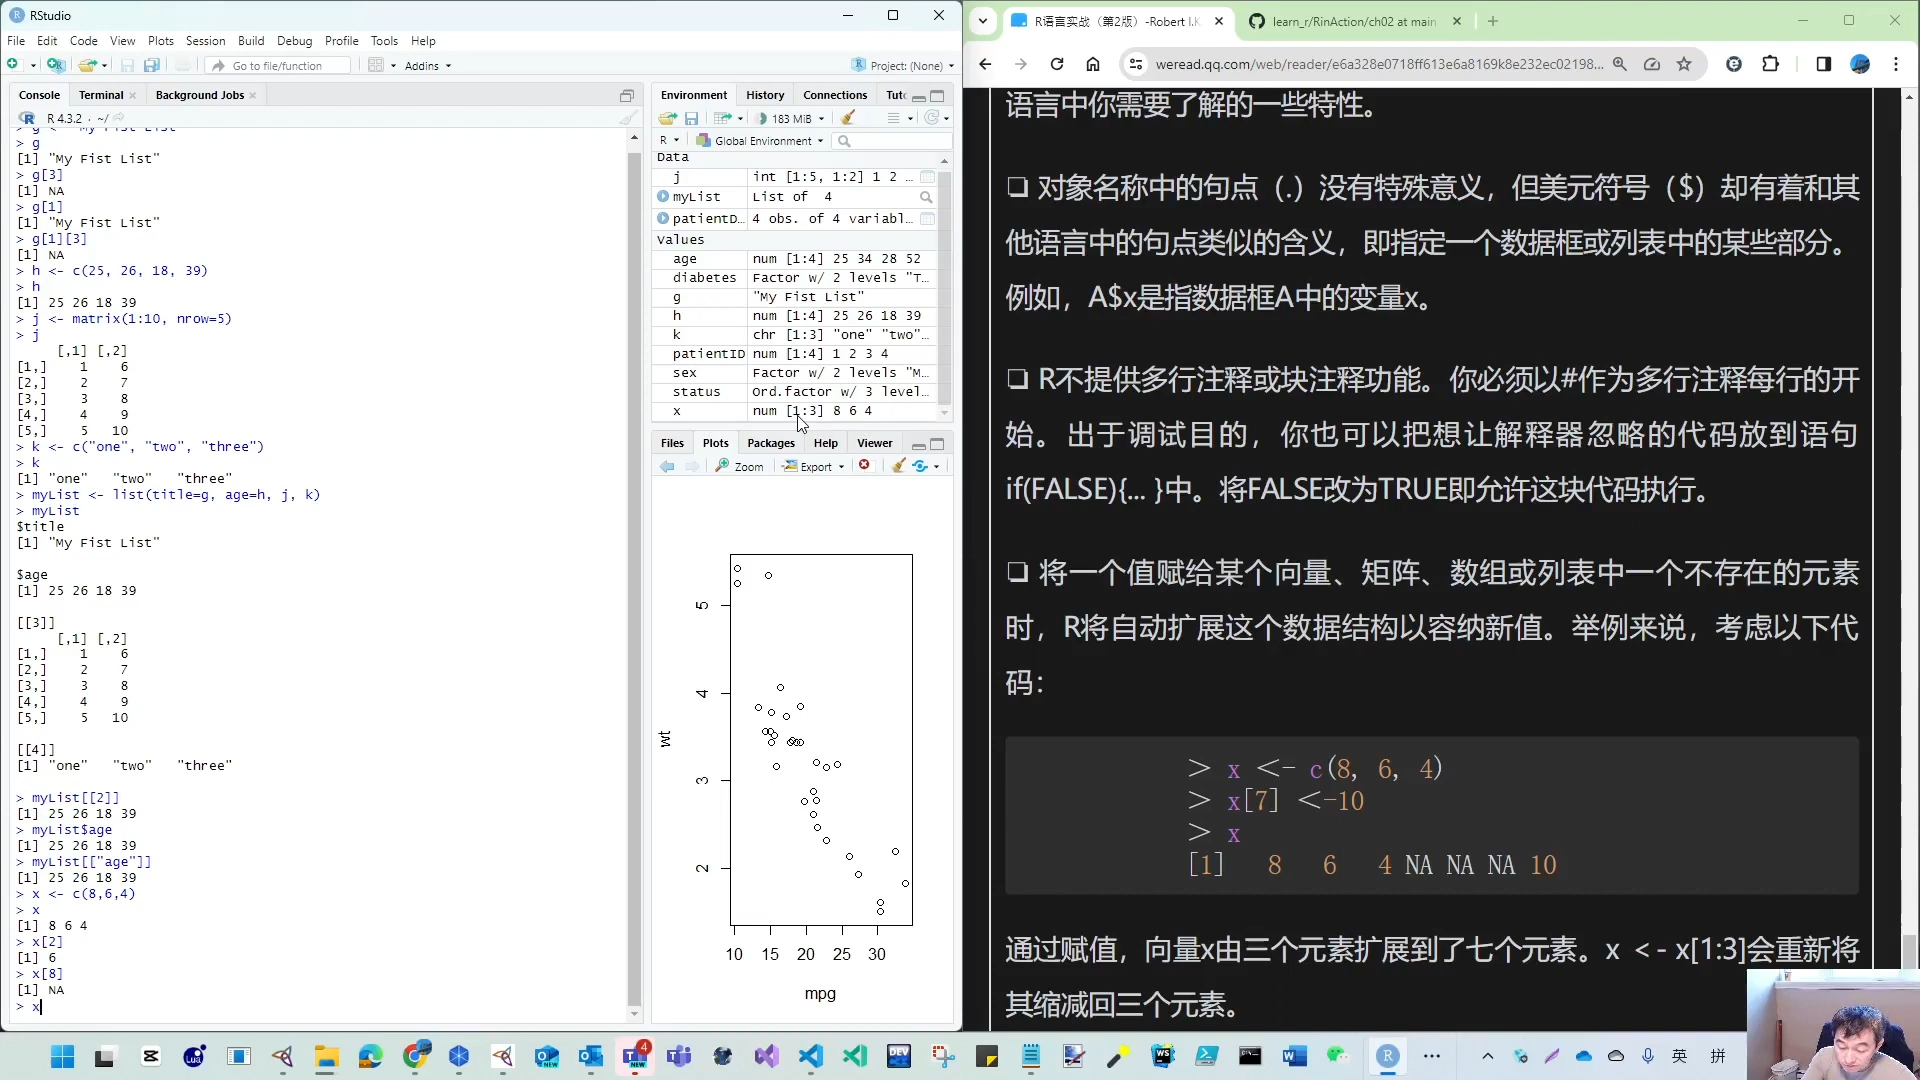 RStudio
File Edit Code View Plots Session Build Debug Profile Tools Help
Go to file/function
Addins
Project: (None)
Console Terminal Background Jobs
R 4.3.2 · ~/
> g
[1] "My Fist List"
> g[3]
[1] NA
> g[1]
[1] "My Fist List"
> g[1][3]
[1] NA
> h <- c(25, 26, 18, 39)
> h
[1] 25 26 18 39
> j <- matrix(1:10, nrow=5)
> j
[,1] [,2]
[1,] 1 6
[2,] 2 7
[3,] 3 8
[4,] 4 9
[5,] 5 10
> k <- c("one", "two", "three")
> k
[1] "one" "two" "three"
> myList <- list(title=g, age=h, j, k)
> myList
$title
[1] "My Fist List"
$age
[1] 25 26 18 39
[[3]]
[,1] [,2]
[1,] 1 6
[2,] 2 7
[3,] 3 8
[4,] 4 9
[5,] 5 10
[[4]]
[1] "one" "two" "three"
> myList[[2]]
[1] 25 26 18 39
> myList$age
[1] 25 26 18 39
> myList[["age"]]
[1] 25 26 18 39
> x <- c(8,6,4)
> x
[1] 8 6 4
> x[2]
[1] 6
> x[8]
[1] NA
> x
Environment History Connections Tut
183 MiB
R Global Environment
Data
j int [1:5, 1:2] 1 2 ...
myList List of 4
patientD... 4 obs. of 4 variabl...
Values
age num [1:4] 25 34 28 52
diabetes Factor w/ 2 levels "T...
g "My Fist List"
h num [1:4] 25 26 18 39
k chr [1:3] "one" "two"...
patientID num [1:4] 1 2 3 4
sex Factor w/ 2 levels "M...
status Ord.factor w/ 3 level...
x num [1:3] 8 6 4
Files Plots Packages Help Viewer
Zoom Export
5
4
3
2
wt
10 15 20 25 30
mpg
R语言实战（第2版）-Robert I.K
learn_r/RinAction/ch02 at main
weread.qq.com/web/reader/e6a328e0718ff613e6a8169k8e232ec02198...
语言中你需要了解的一些特性。
❑ 对象名称中的句点（.）没有特殊意义，但美元符号（$）却有着和其
他语言中的句点类似的含义，即指定一个数据框或列表中的某些部分。
例如，A$x是指数据框A中的变量x。
❑ R不提供多行注释或块注释功能。你必须以#作为多行注释每行的开
始。出于调试目的，你也可以把想让解释器忽略的代码放到语句
if(FALSE){... }中。将FALSE改为TRUE即允许这块代码执行。
❑ 将一个值赋给某个向量、矩阵、数组或列表中一个不存在的元素
时，R将自动扩展这个数据结构以容纳新值。举例来说，考虑以下代
码：
> x <- c(8, 6, 4)
> x[7] <-10
> x
[1] 8 6 4 NA NA NA 10
通过赋值，向量x由三个元素扩展到了七个元素。x < - x[1:3]会重新将
其缩减回三个元素。
英 拼